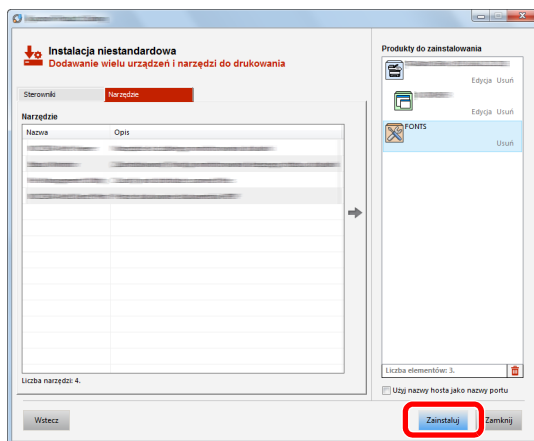 Instalacja niestandardowa
Dodawanie wielu urządzeń i narzędzi do drukowania
Sterowniki
Narzędzie
Narzędzie
Nazwa
Opis
Liczba narzędzi: 4.
Produkty do zainstalowania
Edycja Usuń
Edycja Usuń
FONTS
Usuń
Liczba elementów: 3.
Użyj nazwy hosta jako nazwy portu
Wstecz
Zainstaluj
Zamknij